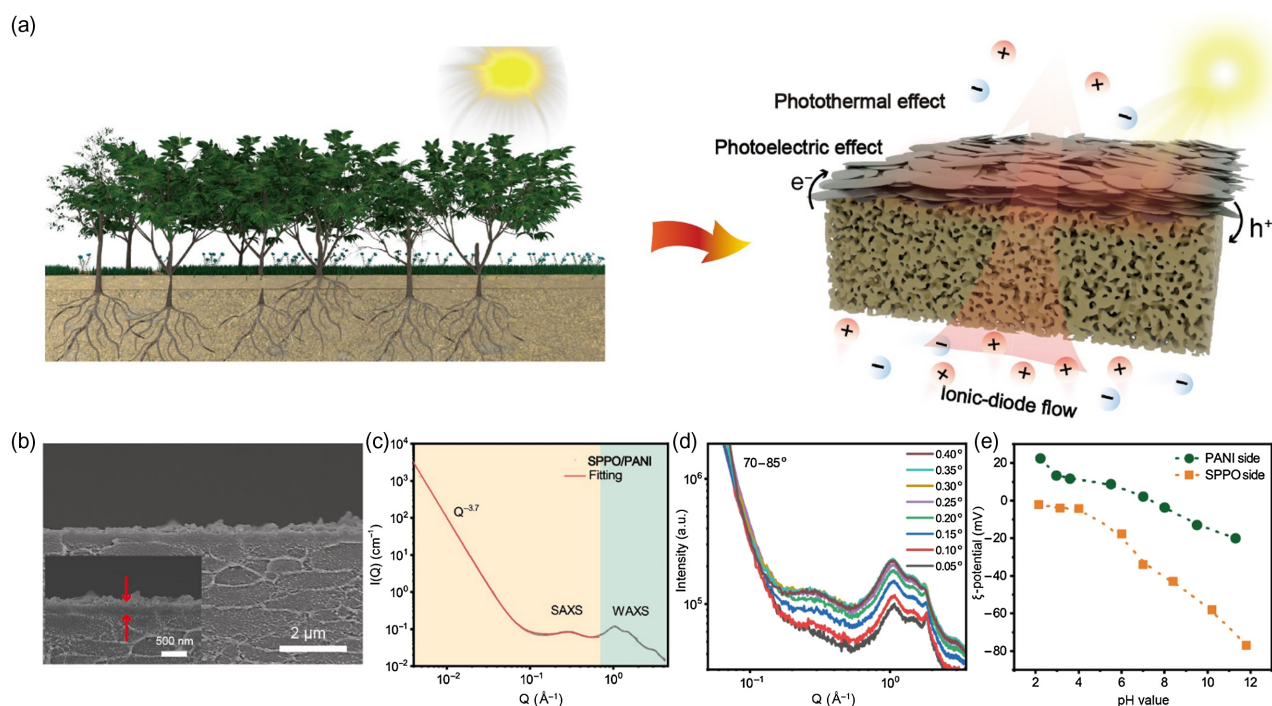 (a)
Photothermal effect
Photoelectric effect
e⁻
h⁺
+
−
+
−
+
−
−
+
+
+
+
+
−
−
Ionic-diode flow
(b)
500 nm
2 μm
(c)
10⁴
10³
10²
10¹
10⁰
10⁻¹
10⁻²
I(Q) (cm⁻¹)
SPPO/PANI
Fitting
Q⁻³·⁷
SAXS
WAXS
10⁻² 10⁻¹ 10⁰
Q (Å⁻¹)
(d)
70–85°
10⁶
10⁵
Intensity (a.u.)
0.40°
0.35°
0.30°
0.25°
0.20°
0.15°
0.10°
0.05°
10⁻¹ 10⁰
Q (Å⁻¹)
(e)
PANI side
SPPO side
20
0
−20
−40
−60
−80
ξ-potential (mV)
2 4 6 8 10 12
pH value